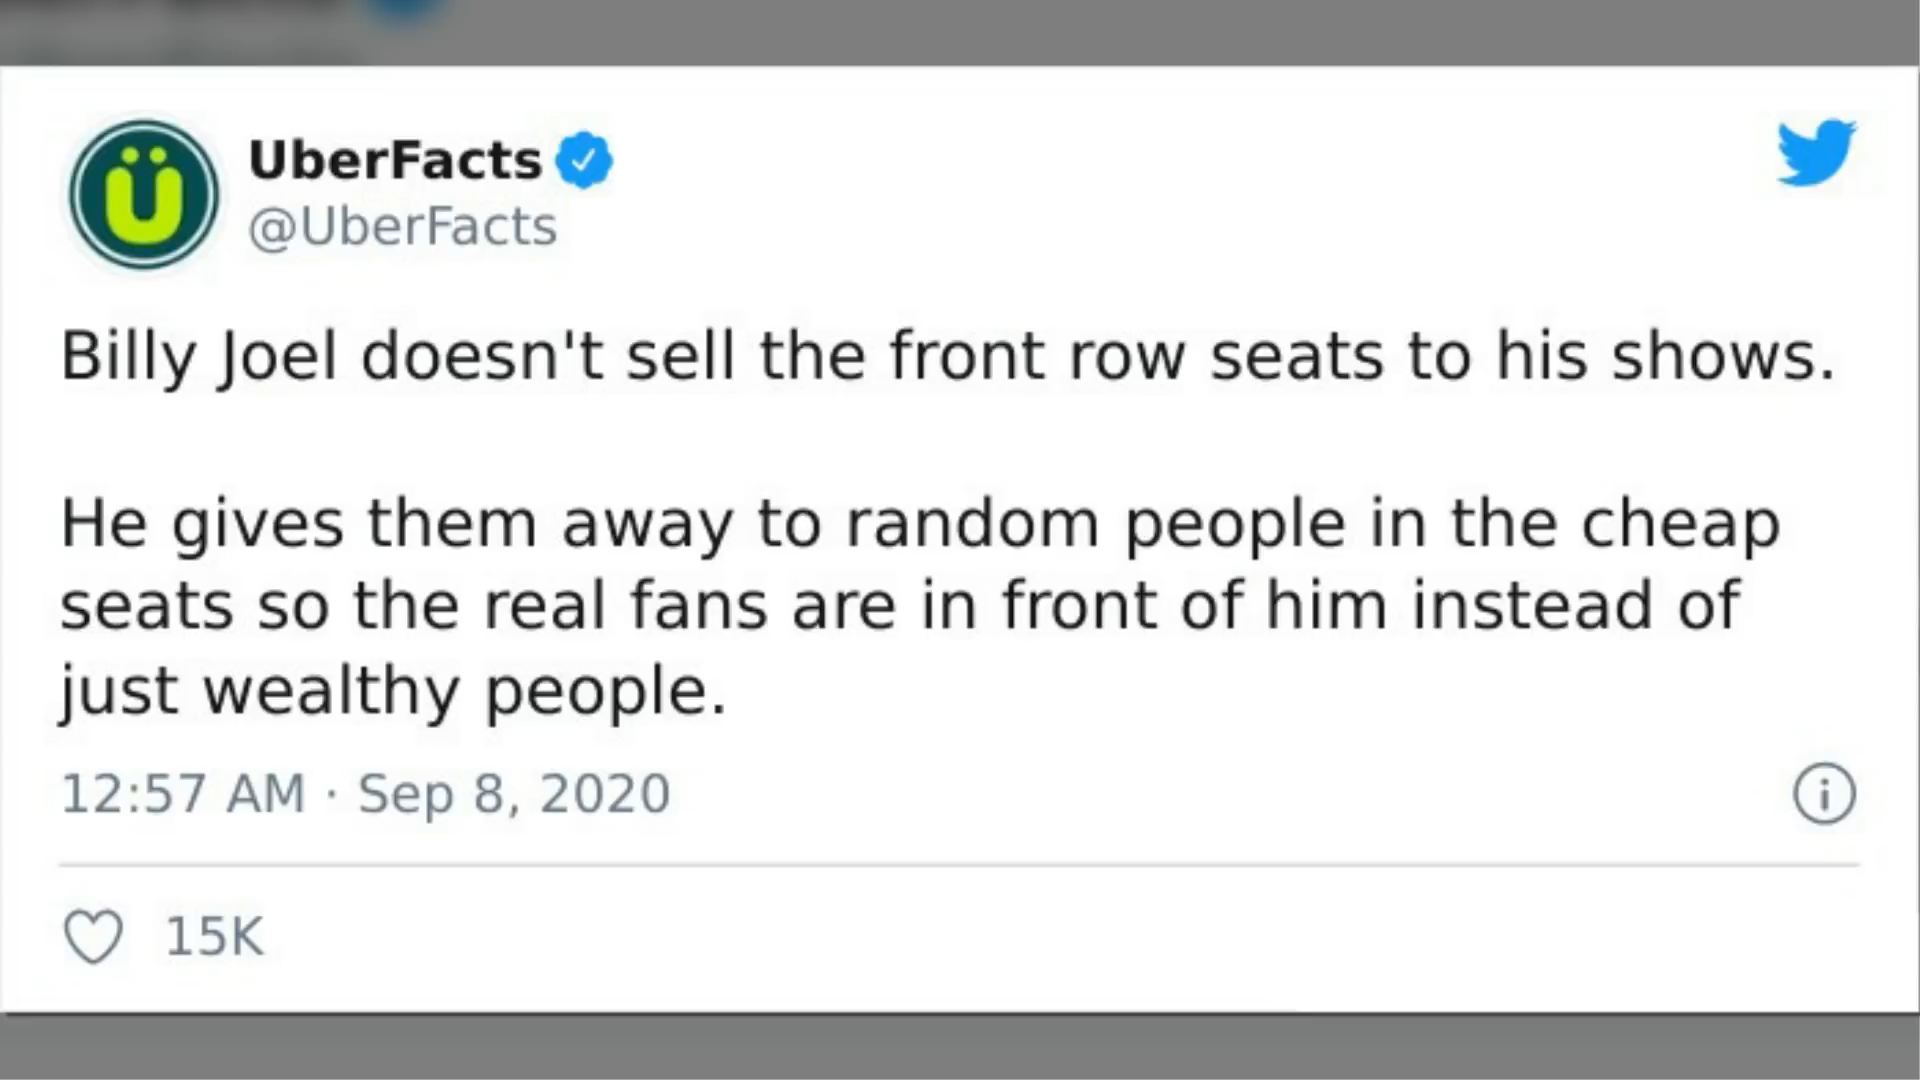 UberFacts
@UberFacts
Billy Joel doesn't sell the front row seats to his shows.
He gives them away to random people in the cheap
seats so the real fans are in front of him instead of
just wealthy people.
12:57 AM · Sep 8, 2020
15K